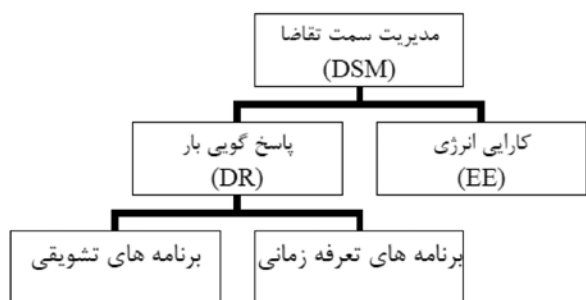 مدیریت سمت تقاضا
(DSM)
کارایی انرژی
(EE)
پاسخ گویی بار
(DR)
برنامه های تعرفه زمانی
برنامه های تشویقی